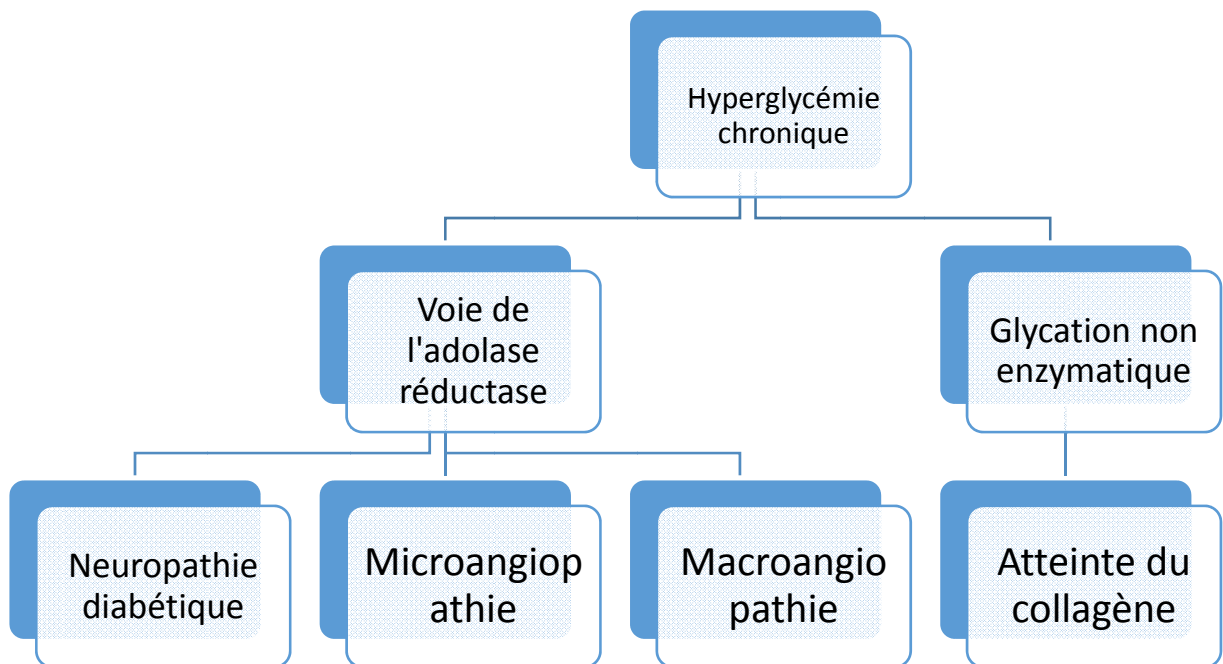 Hyperglycémie
chronique
Voie de
l'adolase
réductase
Glycation non
enzymatique
Neuropathie
diabétique
Microangiop
athie
Macroangio
pathie
Atteinte du
collagène